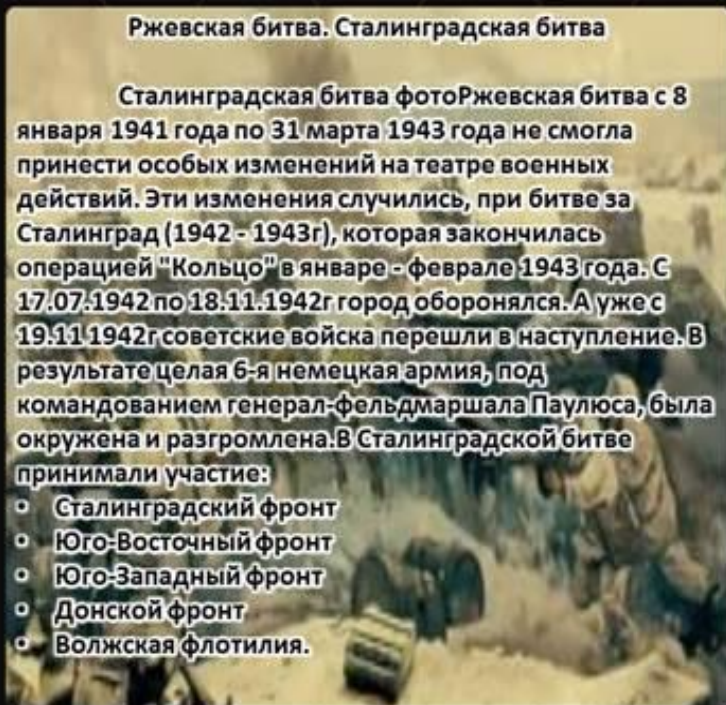 Ржевская битва. Сталинградская битва
Сталинградская битва фотоРжевская битва с 8
января 1941 года по 31 марта 1943 года не смогла
принести особых изменений на театре военных
действий. Эти изменения случились, при битве за
Сталинград (1942 - 1943г), которая закончилась
операцией "Кольцо" в январе - феврале 1943 года. С
17.07.1942 по 18.11.1942г город оборонялся. А уже с
19.11 1942г советские войска перешли в наступление. В
результате целая 6-я немецкая армия, под
командованием генерал-фельдмаршала Паулюса, была
окружена и разгромлена.В Сталинградской битве
принимали участие:
• Сталинградский фронт
• Юго-Восточный фронт
• Юго-Западный фронт
• Донской фронт
• Волжская флотилия.